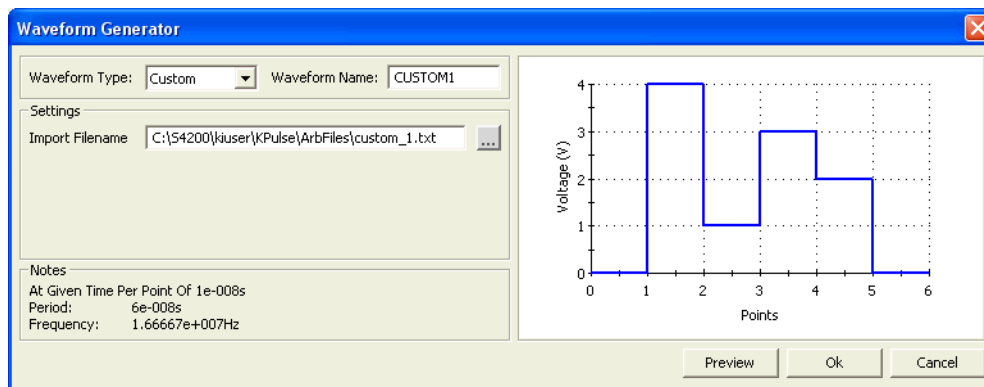 Waveform Generator
Waveform Type: Custom Waveform Name: CUSTOM1
Settings
Import Filename C:\S4200\kiuser\KPulse\ArbFiles\custom_1.txt ...
Notes
At Given Time Per Point Of 1e-008s
Period: 6e-008s
Frequency: 1.66667e+007Hz
Voltage (V)
4
3
2
1
0
0 1 2 3 4 5 6
Points
Preview Ok Cancel